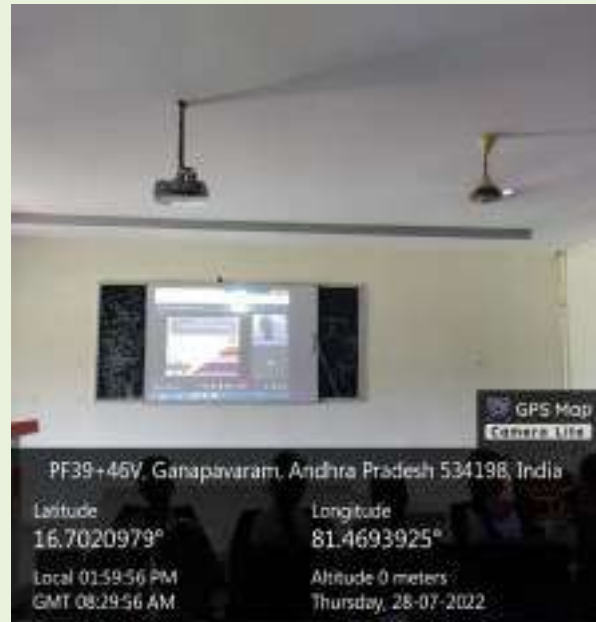 GPS Map
Camera Lite
PF39+46V, Ganapavaram, Andhra Pradesh 534198, India
Latitude
16.7020979°
Longitude
81.4693925°
Local 01:59:56 PM
GMT 08:29:56 AM
Altitude 0 meters
Thursday, 28-07-2022